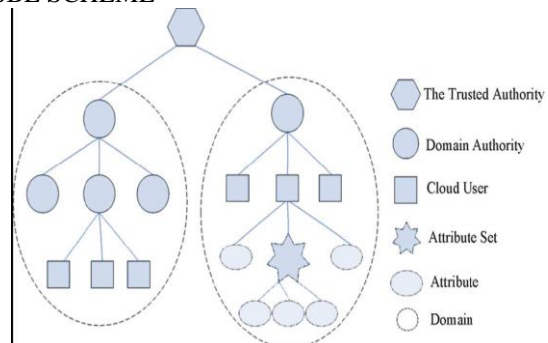 The Trusted Authority
Domain Authority
Cloud User
Attribute Set
Attribute
Domain